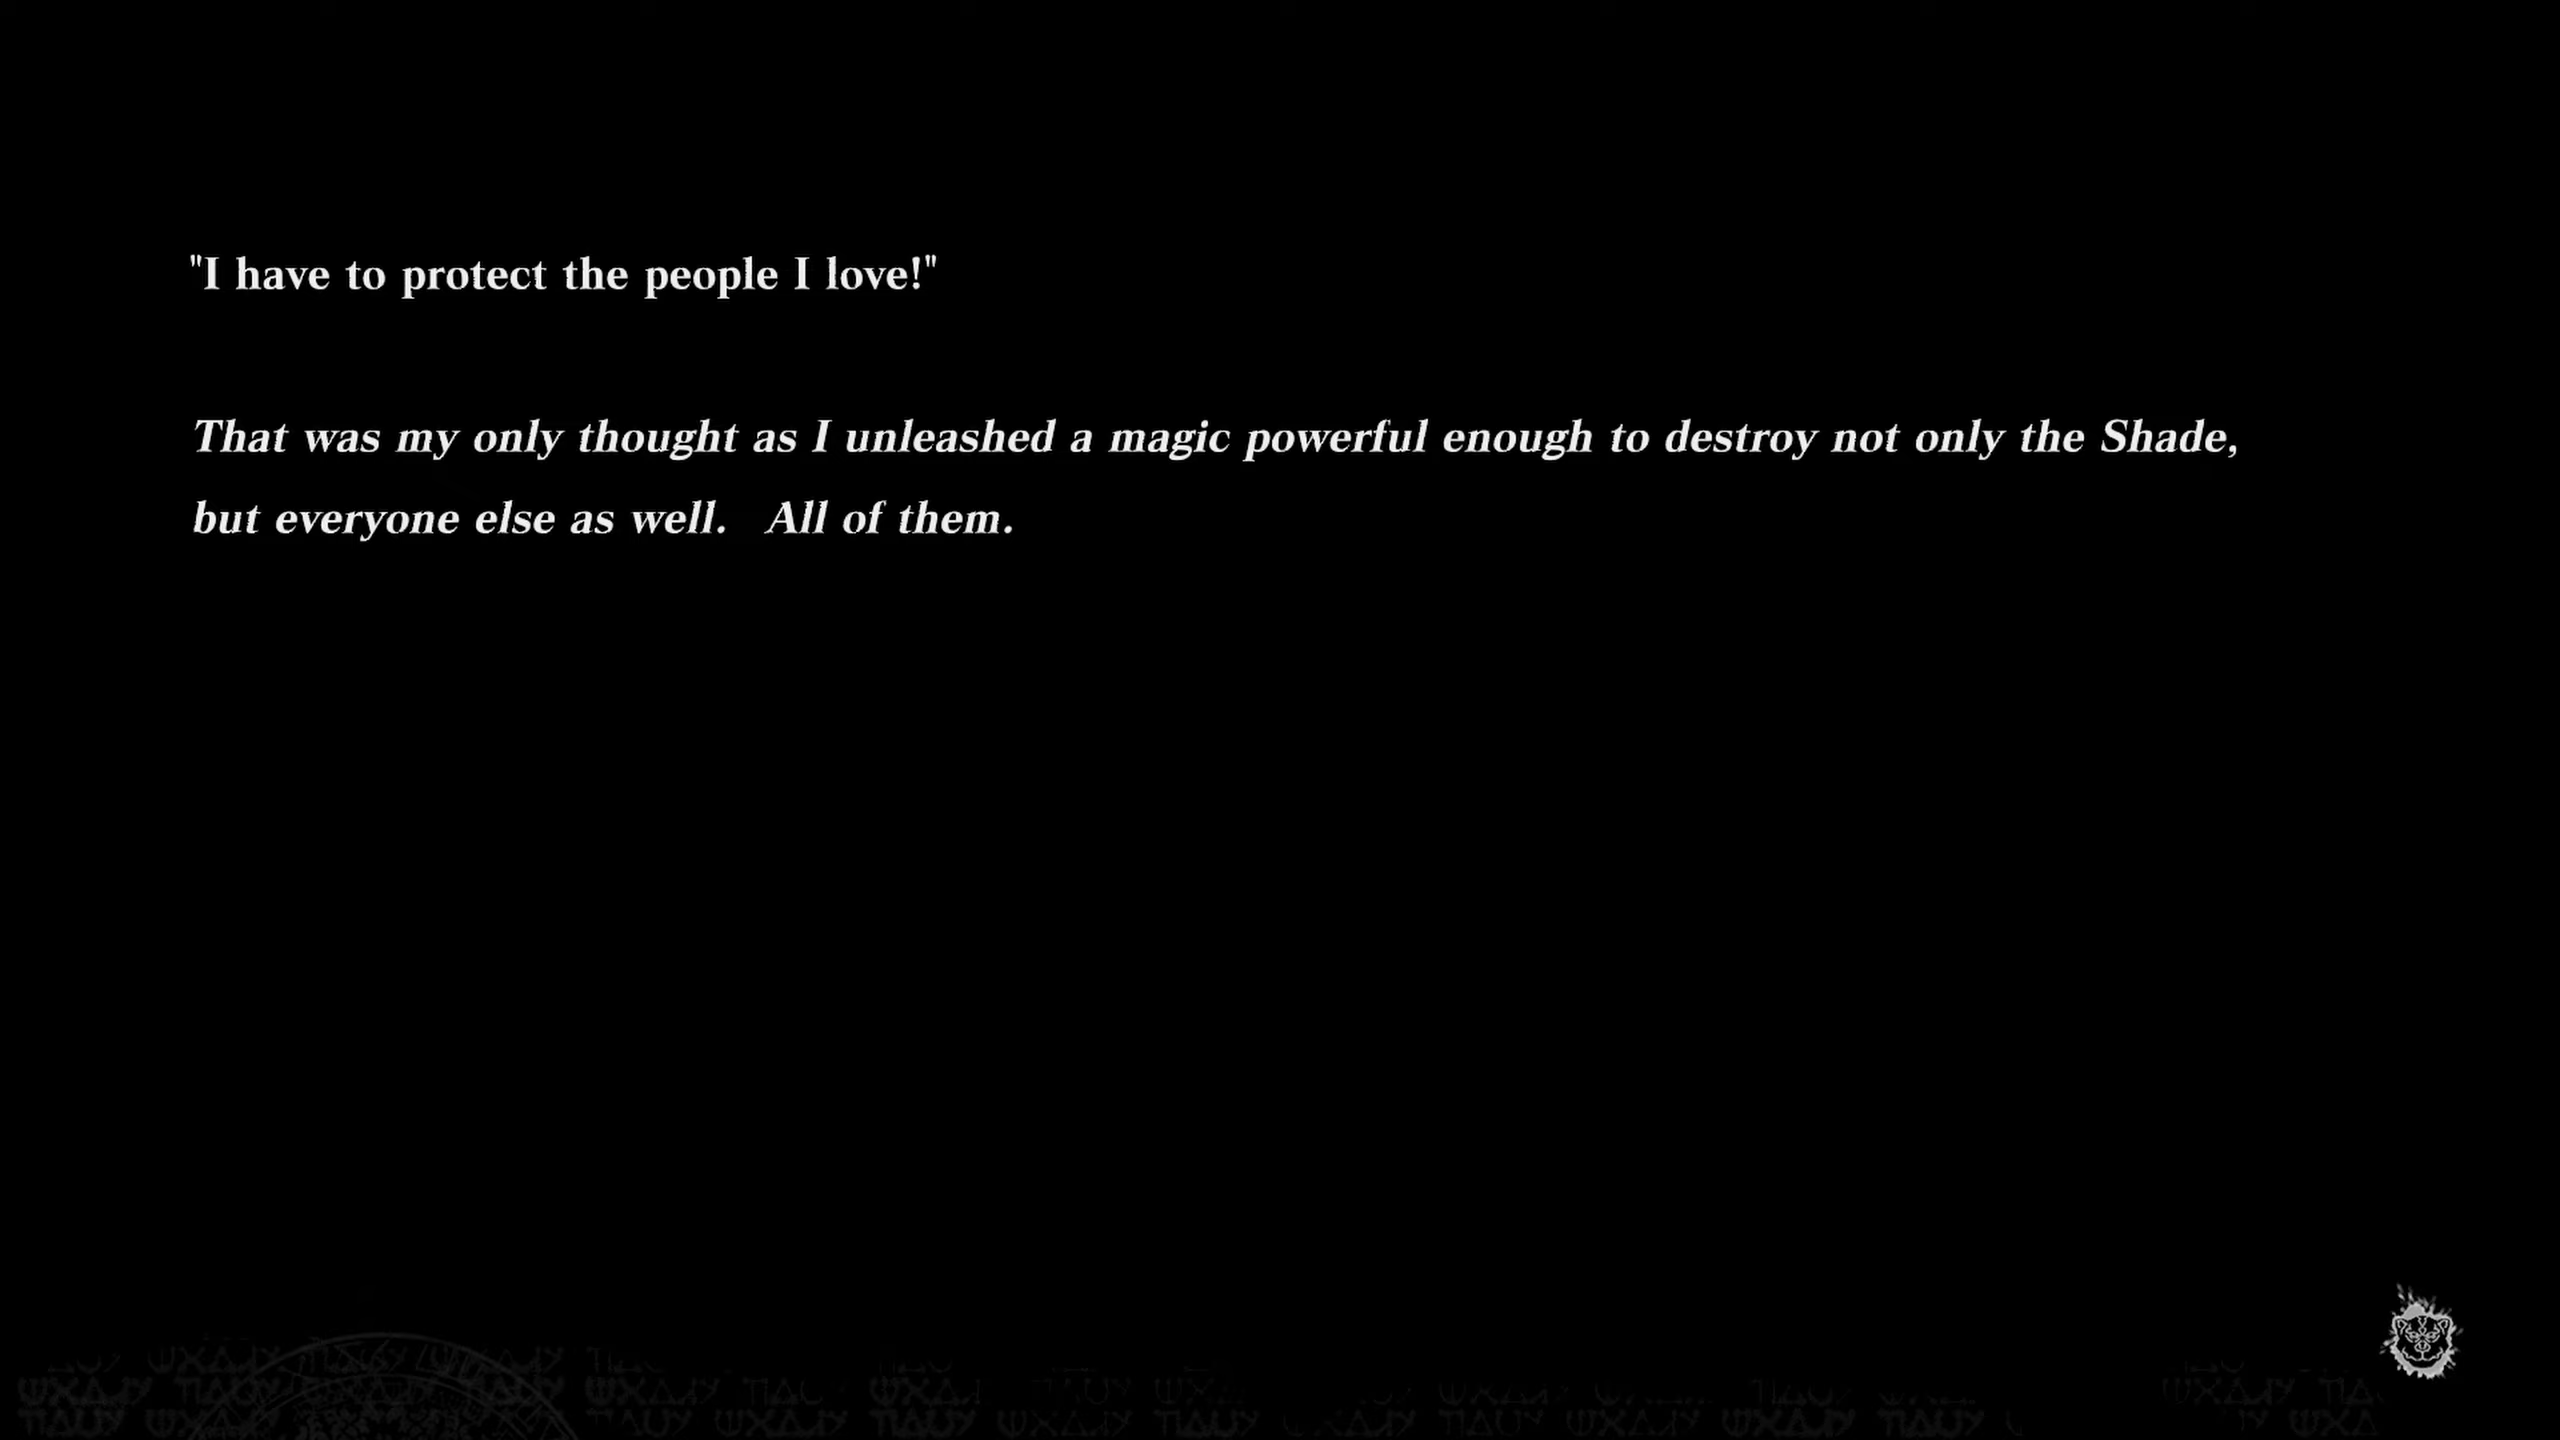 "I have to protect the people I love!"
That was my only thought as I unleashed a magic powerful enough to destroy not only the Shade,
but everyone else as well.   All of them.